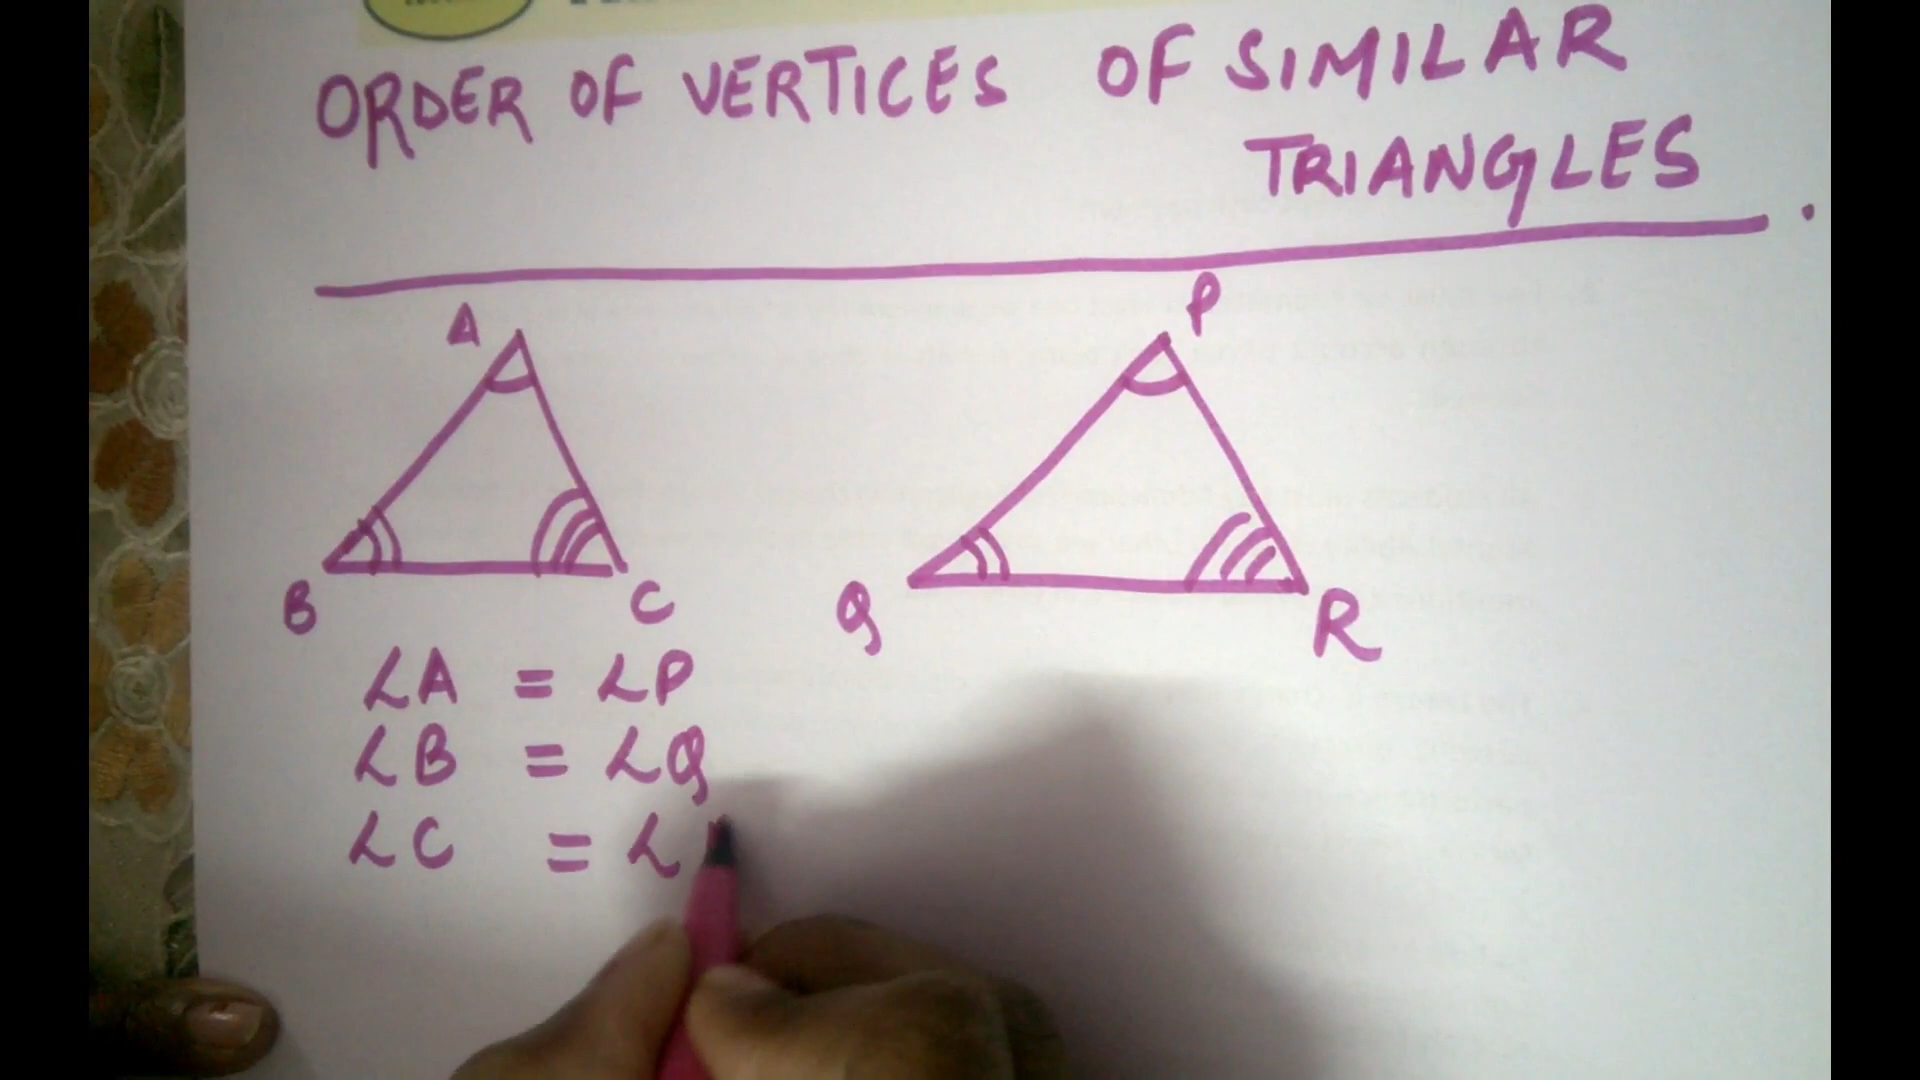 ORDER OF VERTICES OF SIMILAR
TRIANGLES.
A
P
B
C
Q
R
∠A = ∠P
∠B = ∠Q
∠C = ∠